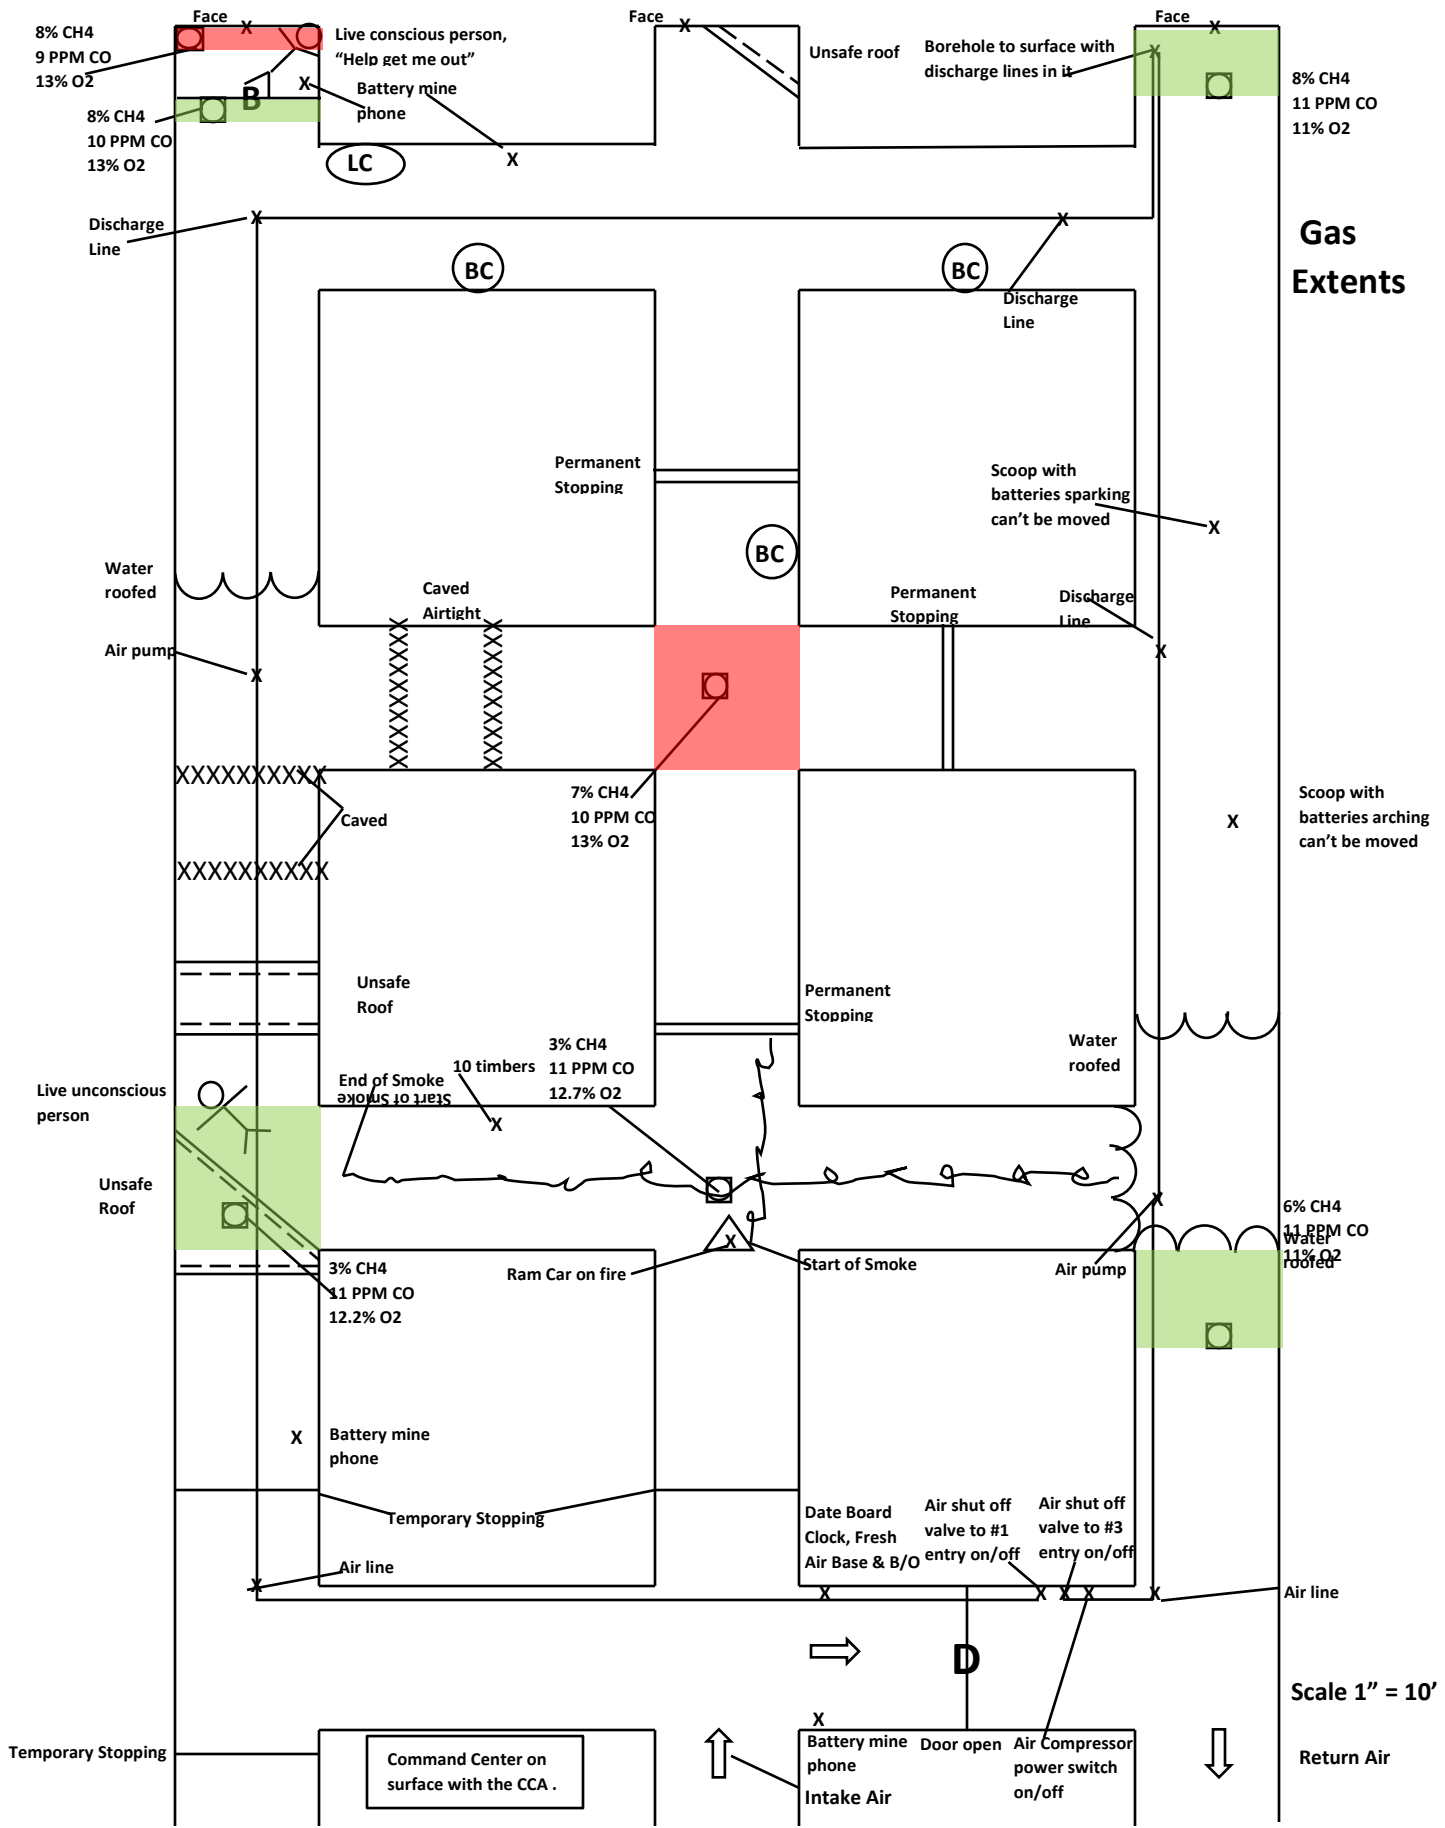 Face
Face
Face
8% CH4
9 PPM CO
13% O2
Live conscious person,
“Help get me out”
Unsafe roof
Borehole to surface with
discharge lines in it
X
X
X
X
X
B
Battery mine
phone
8% CH4
10 PPM CO
13% O2
8% CH4
11 PPM CO
11% O2
LC
X
Discharge
Line
X
X
Gas
Extents
BC
BC
Discharge
Line
Permanent
Stopping
Scoop with
batteries sparking
can’t be moved
X
BC
Water
roofed
Caved
Airtight
Permanent
Stopping
Discharge
Line
Air pump
X
X
XXXXXXXXXX
7% CH4
10 PPM CO
13% O2
Caved
X
Scoop with
batteries arching
can’t be moved
XXXXXXXXXX
Unsafe
Roof
Permanent
Stopping
Water
roofed
3% CH4
11 PPM CO
12.7% O2
10 timbers
End of Smoke
Start of Smoke
X
Live unconscious
person
Unsafe
Roof
X
6% CH4
11 PPM CO
11% O2
Water
roofed
X
Ram Car on fire
Start of Smoke
Air pump
3% CH4
11 PPM CO
12.2% O2
X
Battery mine
phone
Temporary Stopping
Date Board
Clock, Fresh
Air Base & B/O
Air shut off
valve to #1
entry on/off
Air shut off
valve to #3
entry on/off
Air line
X
X
X
X
X
X
Air line
D
Scale 1” = 10’
X
Temporary Stopping
Command Center on
surface with the CCA .
Battery mine
phone
Intake Air
Door open
Air Compressor
power switch
on/off
Return Air